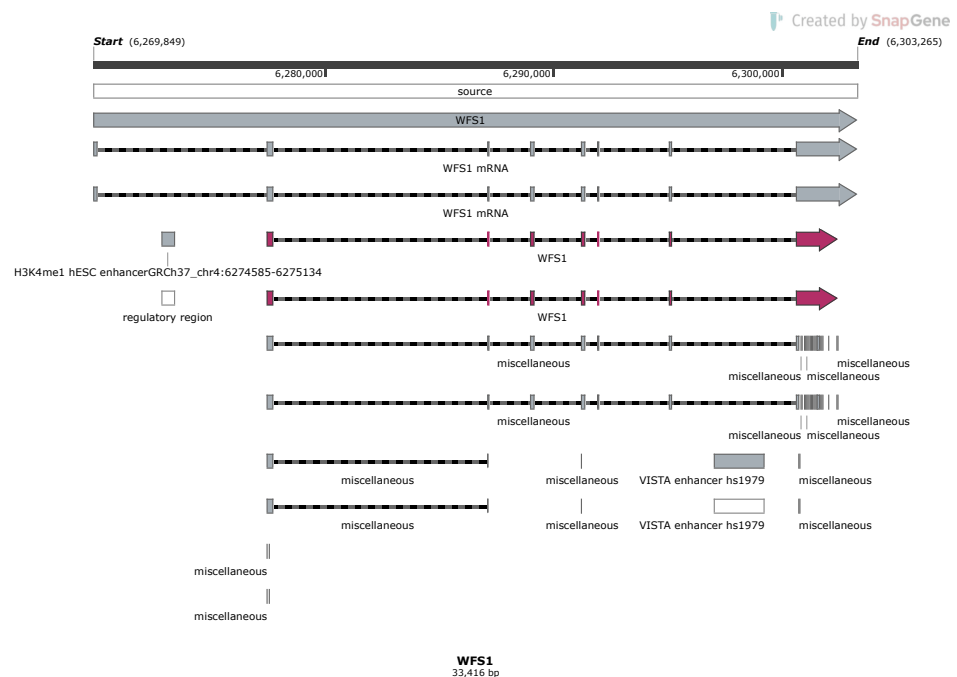 Created by SnapGene
Start (6,269,849)
End (6,303,265)
6,280,000
6,290,000
6,300,000
source
WFS1
WFS1 mRNA
WFS1 mRNA
WFS1
H3K4me1 hESC enhancerGRCh37_chr4:6274585-6275134
regulatory region
WFS1
miscellaneous
miscellaneous
miscellaneous
miscellaneous
miscellaneous
miscellaneous
miscellaneous
miscellaneous
miscellaneous
miscellaneous
VISTA enhancer hs1979
miscellaneous
miscellaneous
miscellaneous
VISTA enhancer hs1979
miscellaneous
miscellaneous
miscellaneous
WFS1
33,416 bp